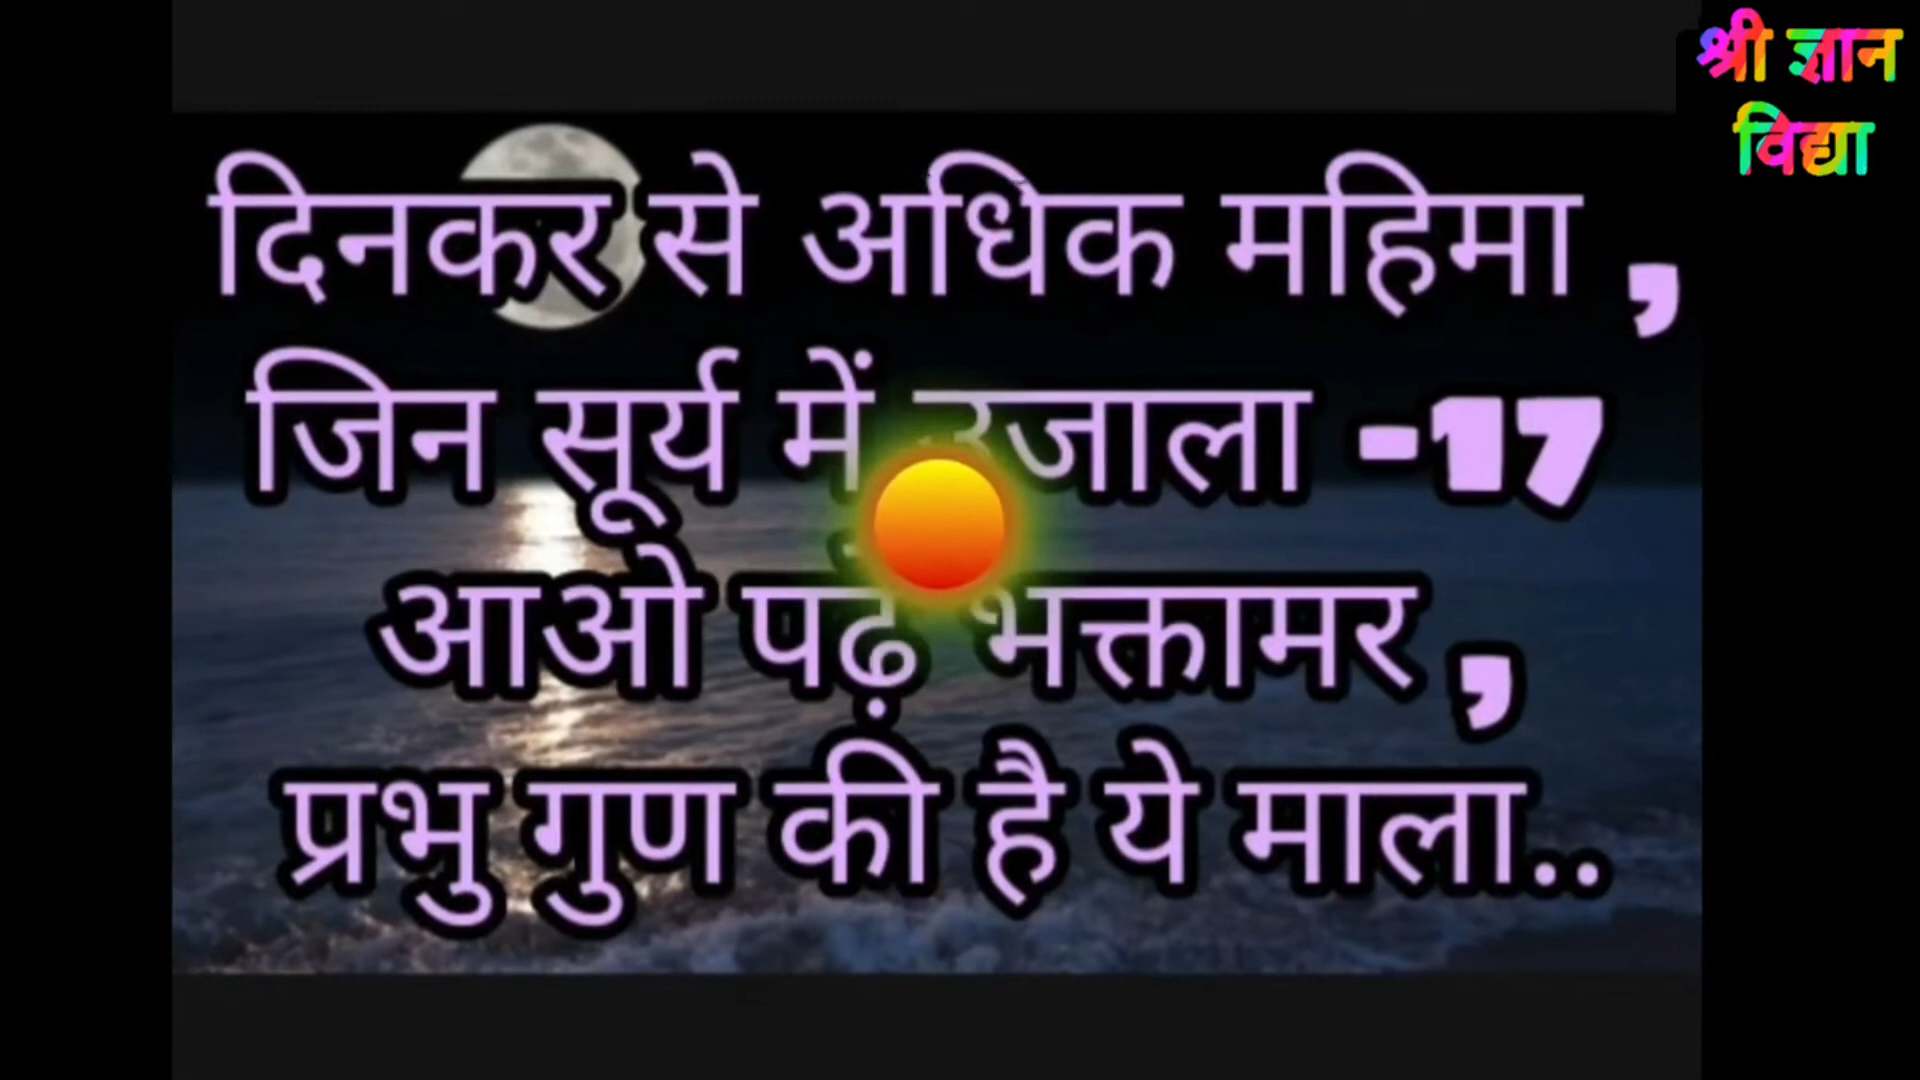 श्री ज्ञान
विद्या
दिनकर से अधिक महिमा ,
जिन सूर्य में उजाला -17
आओ पढ़ें भक्तामर ,
प्रभु गुण की है ये माला..